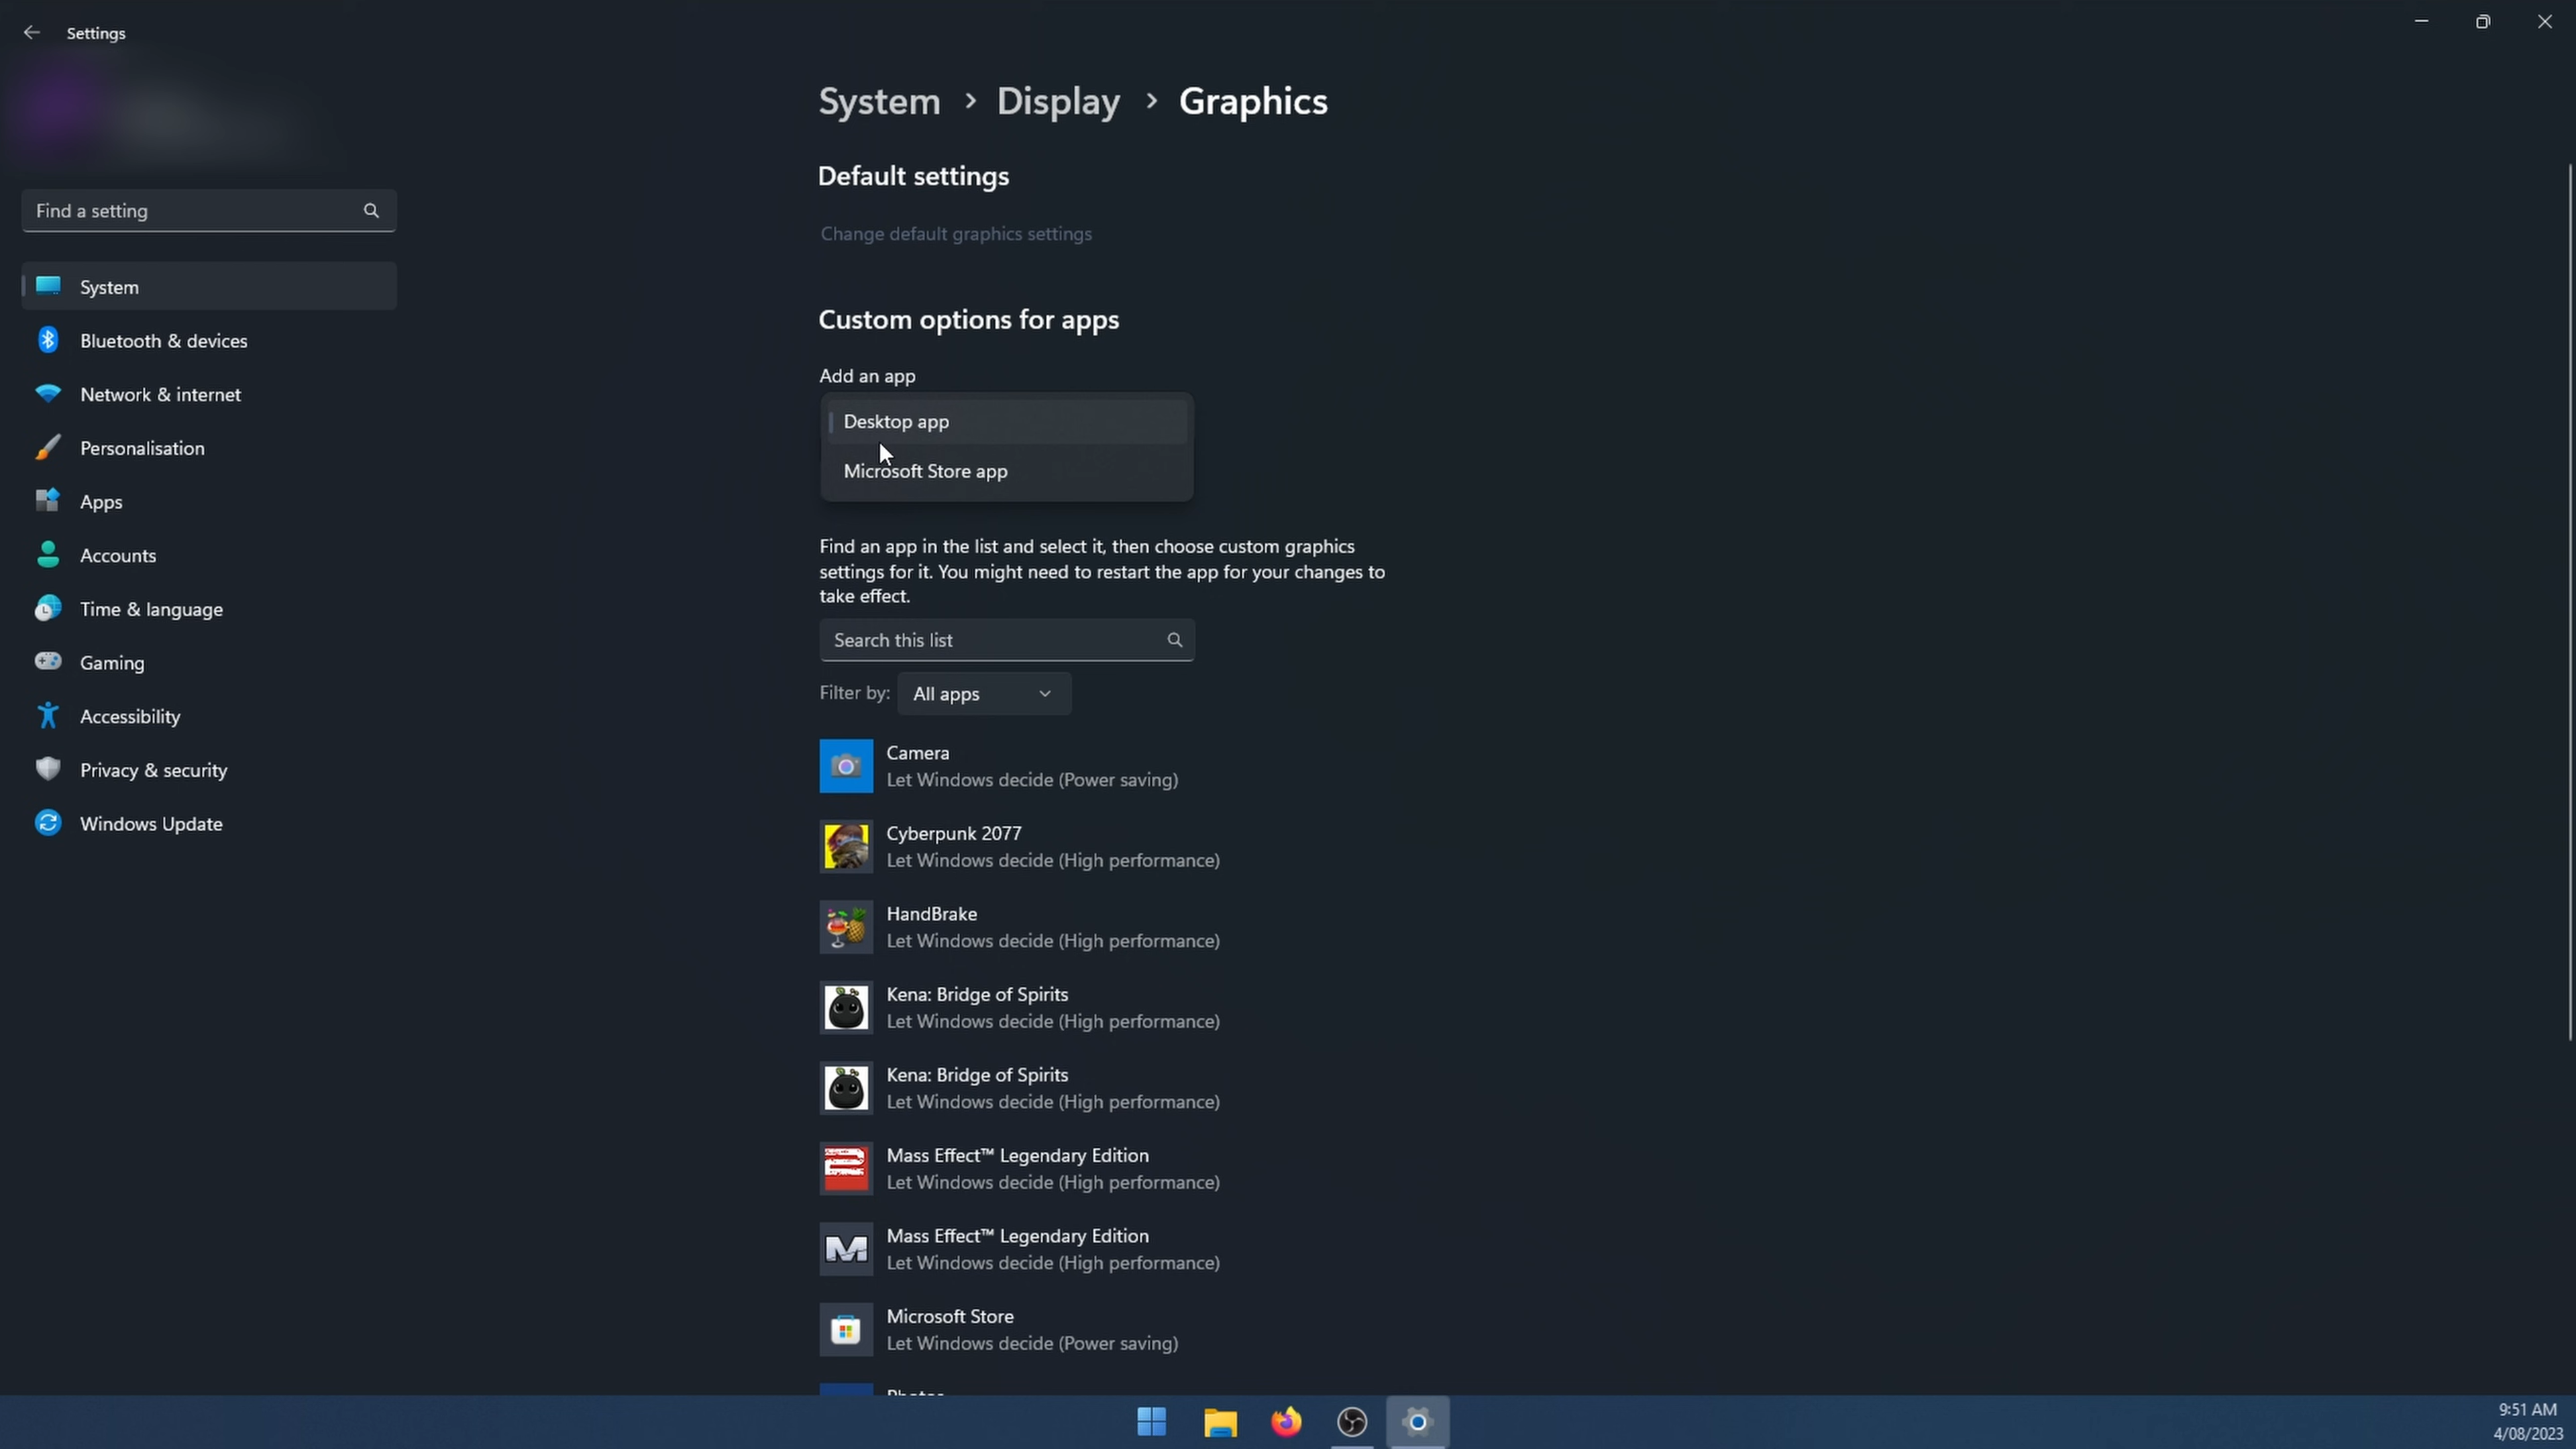 Settings
Find a setting
System
Bluetooth & devices
Network & internet
Personalisation
Apps
Accounts
Time & language
Gaming
Accessibility
Privacy & security
Windows Update
System > Display > Graphics
Default settings
Change default graphics settings
Custom options for apps
Add an app
Desktop app
Microsoft Store app
Find an app in the list and select it, then choose custom graphics
settings for it. You might need to restart the app for your changes to
take effect.
Search this list
Filter by: All apps
Camera
Let Windows decide (Power saving)
Cyberpunk 2077
Let Windows decide (High performance)
HandBrake
Let Windows decide (High performance)
Kena: Bridge of Spirits
Let Windows decide (High performance)
Kena: Bridge of Spirits
Let Windows decide (High performance)
Mass Effect™ Legendary Edition
Let Windows decide (High performance)
Mass Effect™ Legendary Edition
Let Windows decide (High performance)
Microsoft Store
Let Windows decide (Power saving)
9:51 AM
4/08/2023